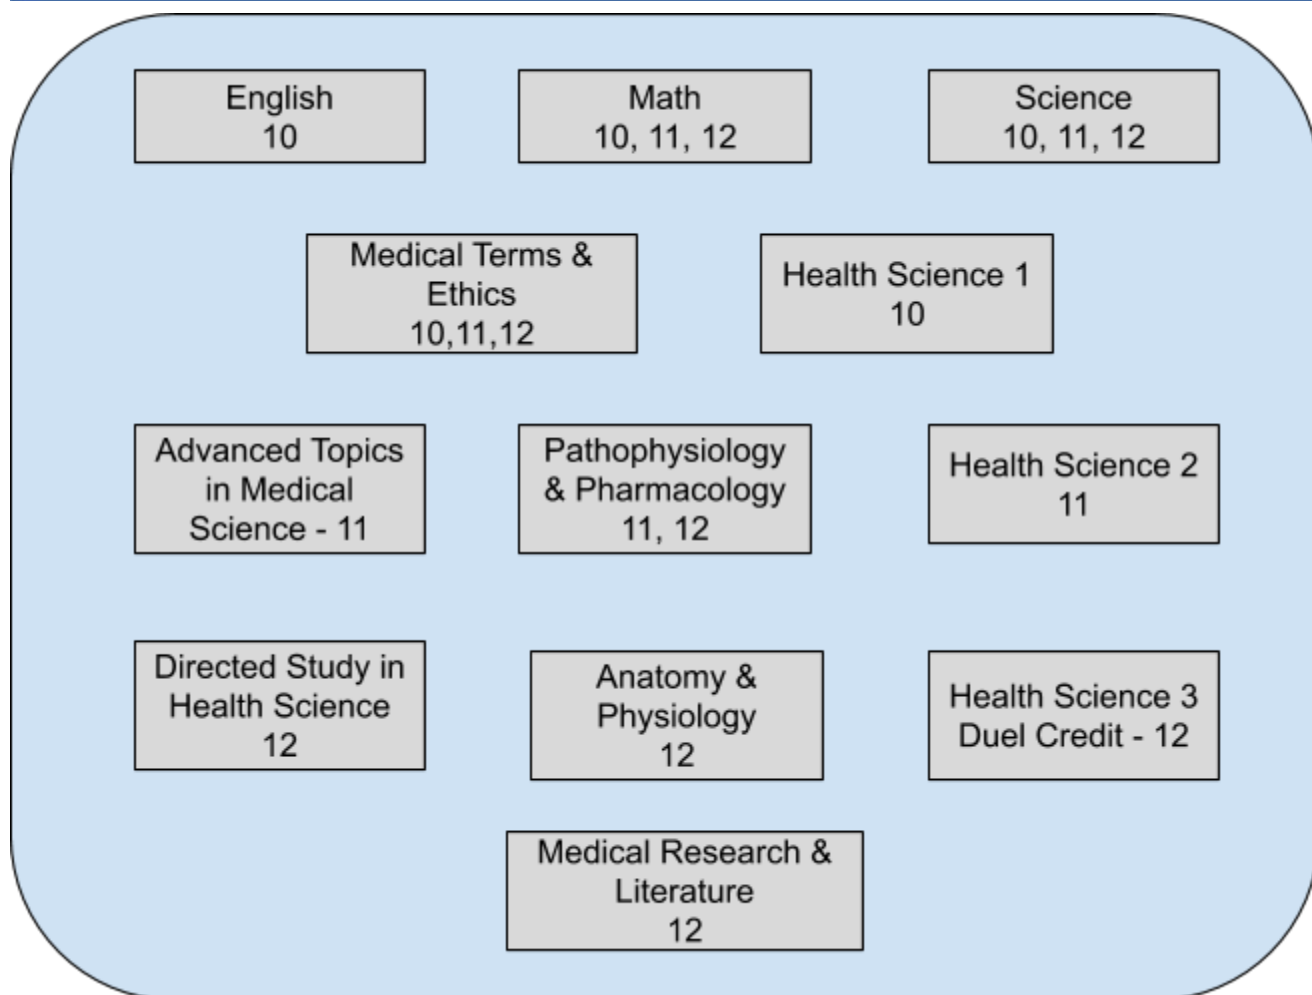 English
10
Math
10, 11, 12
Science
10, 11, 12
Medical Terms &
Ethics
10,11,12
Health Science 1
10
Advanced Topics
in Medical
Science - 11
Pathophysiology
& Pharmacology
11, 12
Health Science 2
11
Directed Study in
Health Science
12
Anatomy &
Physiology
12
Health Science 3
Duel Credit - 12
Medical Research &
Literature
12